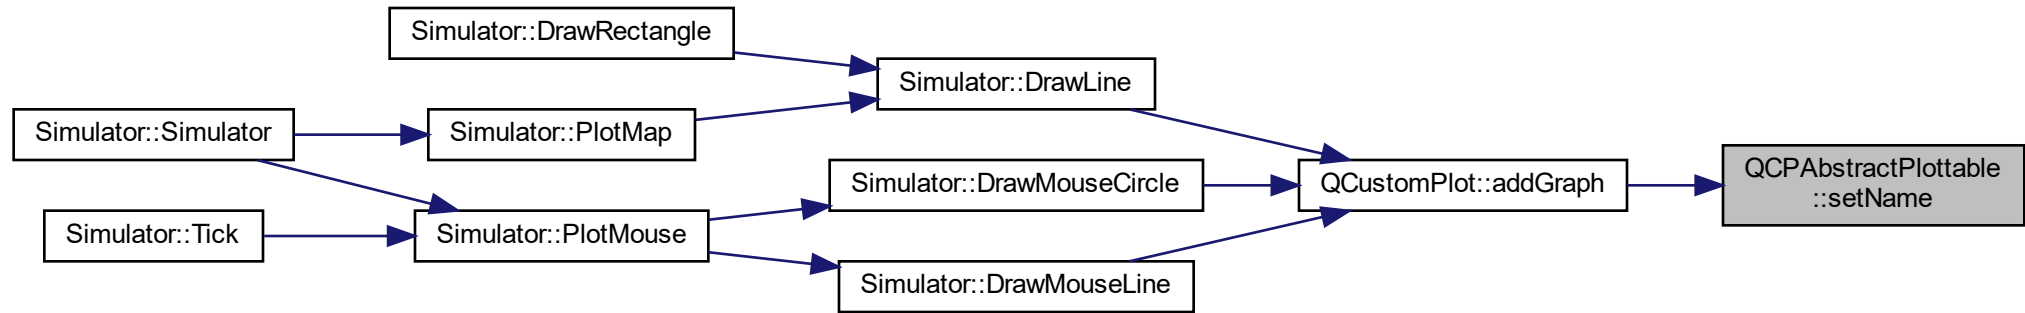 Simulator::DrawRectangle
Simulator::DrawLine
Simulator::Simulator
Simulator::PlotMap
Simulator::DrawMouseCircle
QCustomPlot::addGraph
QCPAbstractPlottable
::setName
Simulator::Tick
Simulator::PlotMouse
Simulator::DrawMouseLine